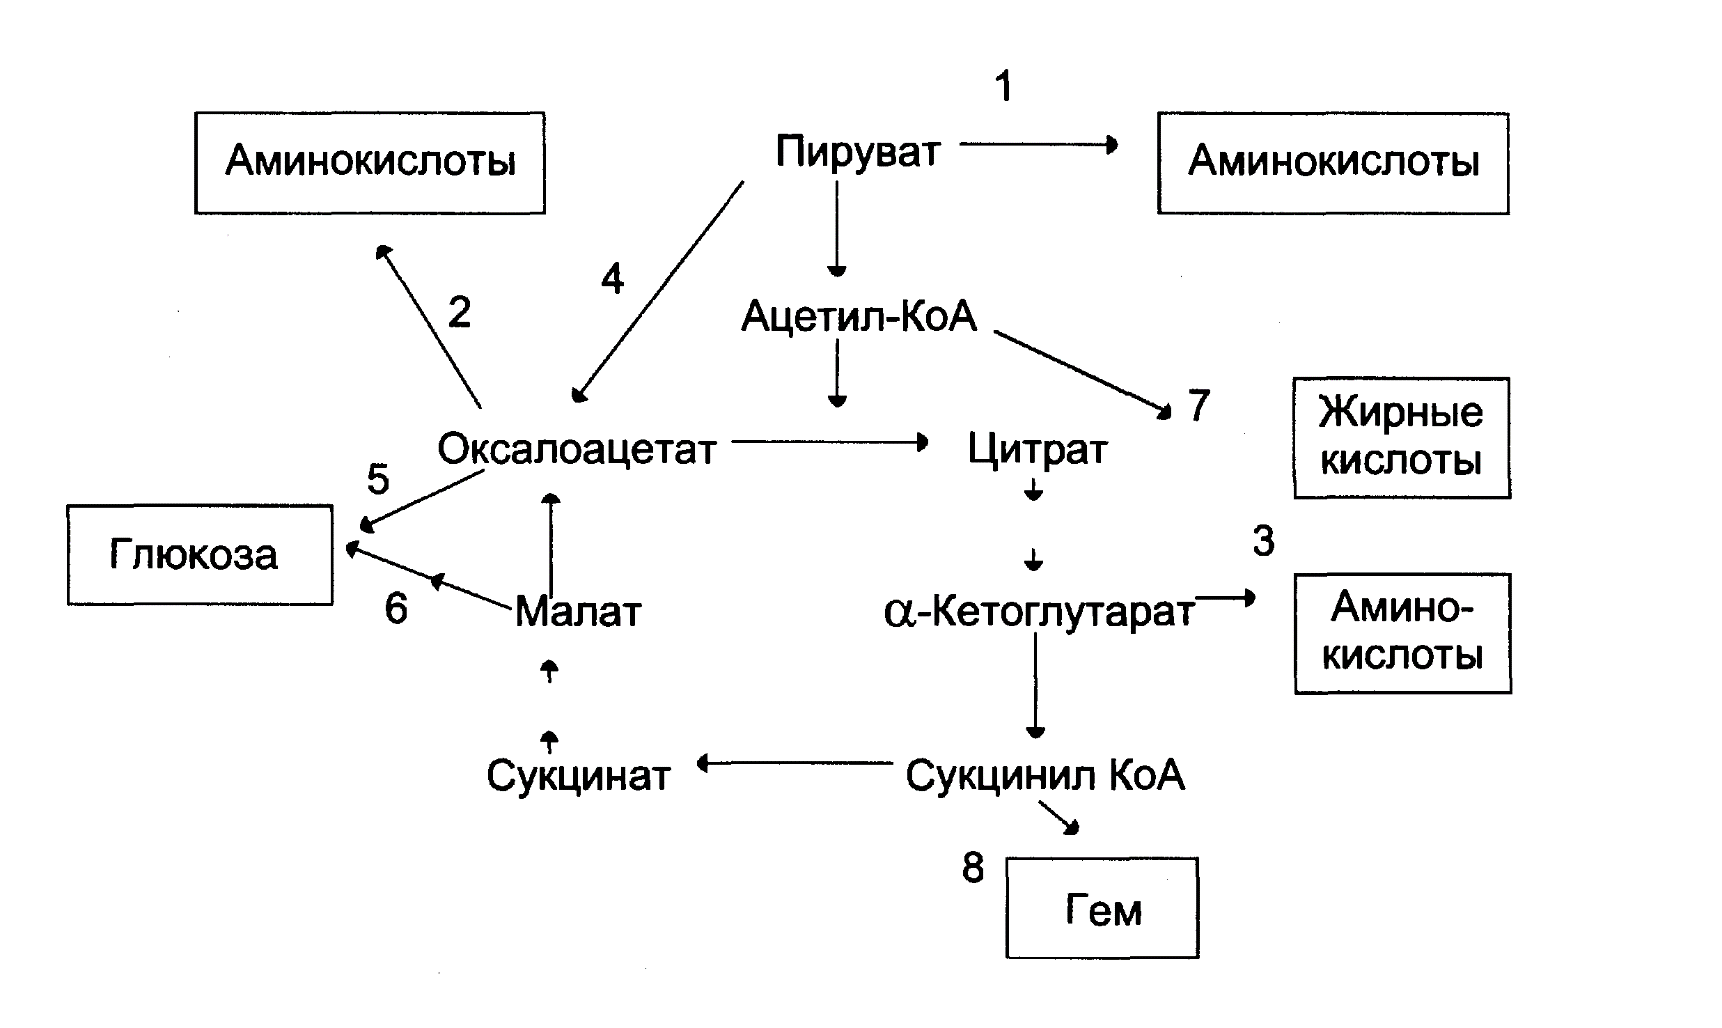 1
Аминокислоты
Пируват
Аминокислоты
4
2
Ацетил-КоА
7
Жирные
кислоты
Оксалоацетат
Цитрат
5
3
Глюкоза
6
Малат
α-Кетоглутарат
Амино-
кислоты
Сукцинат
Сукцинил КоА
8
Гем